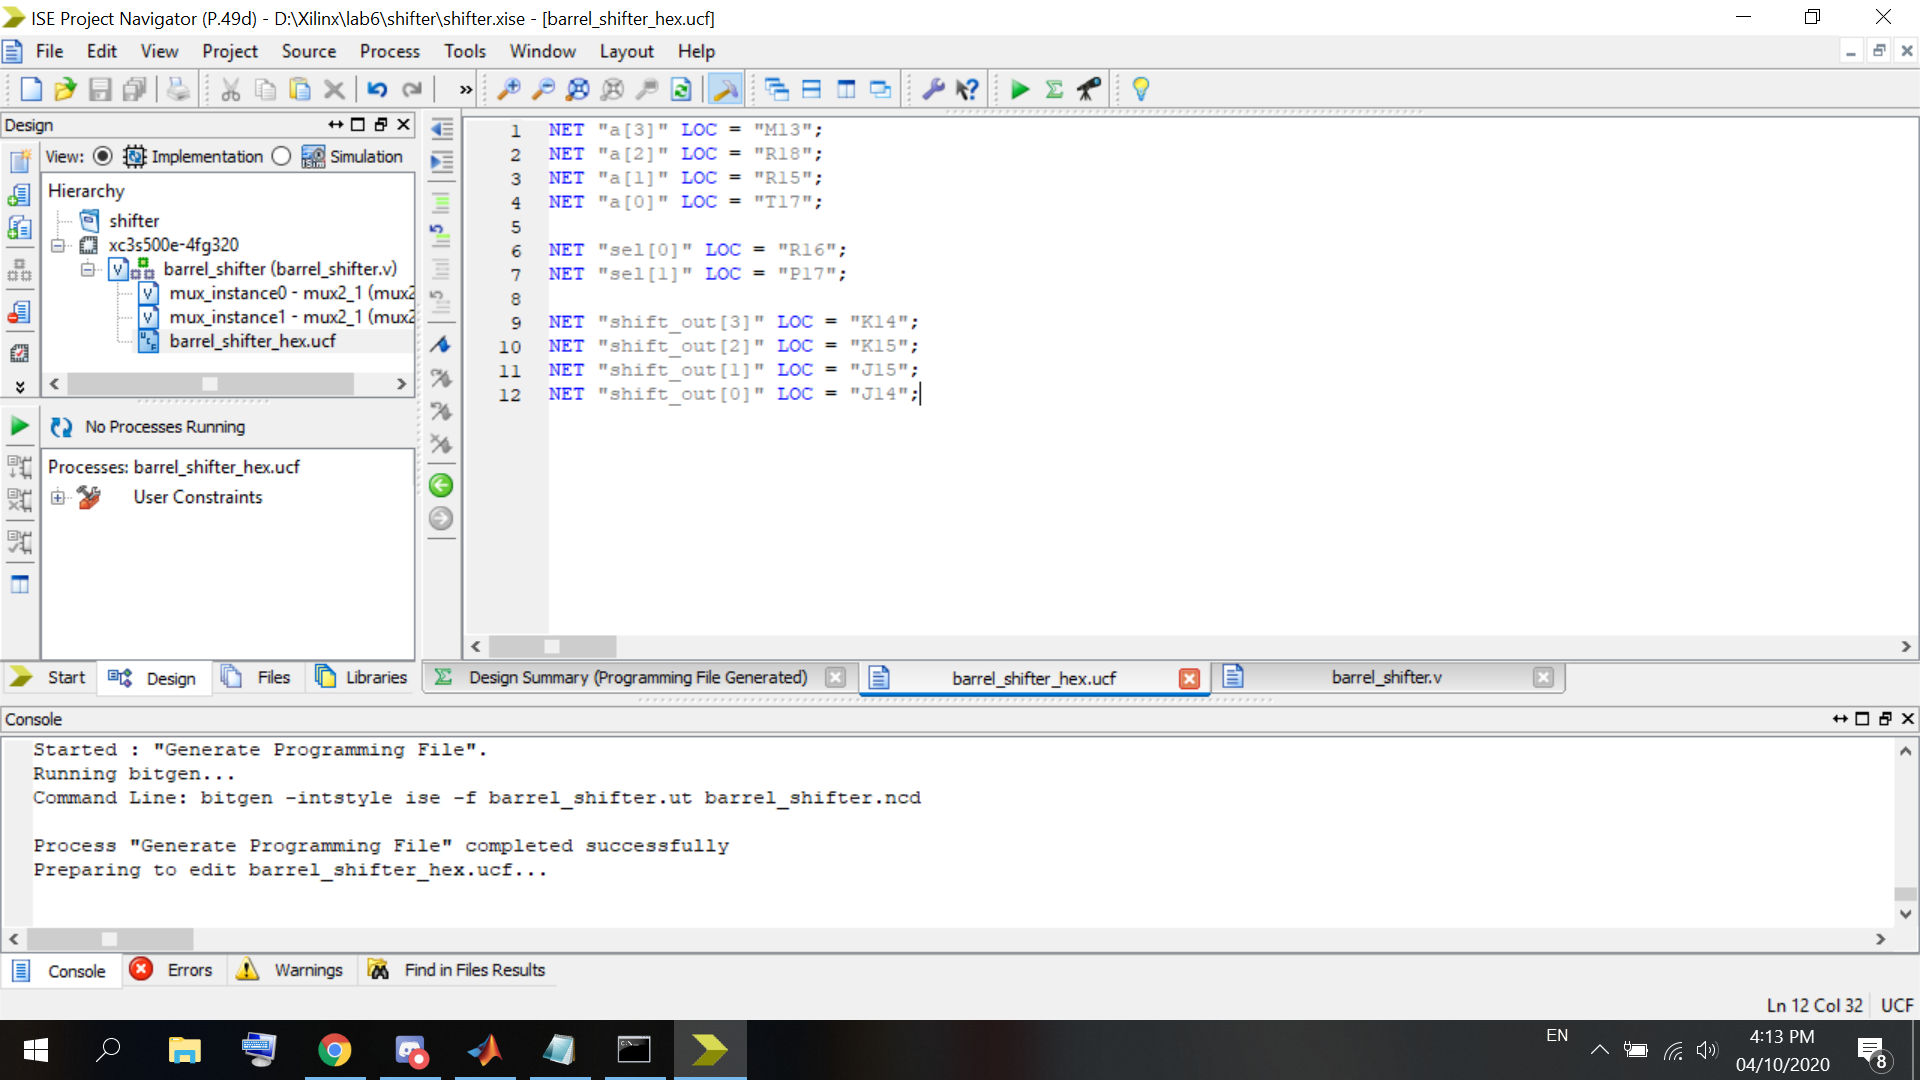 ISE Project Navigator (P.49d) - D:\Xilinx\lab6\shifter\shifter.xise - [barrel_shifter_hex.ucf]
File Edit View Project Source Process Tools Window Layout Help
Design
View: Implementation Simulation
Hierarchy
shifter
xc3s500e-4fg320
barrel_shifter (barrel_shifter.v)
mux_instance0 - mux2_1 (mux2
mux_instance1 - mux2_1 (mux2
barrel_shifter_hex.ucf
No Processes Running
Processes: barrel_shifter_hex.ucf
User Constraints
Start Design Files Libraries
1 NET "a[3]" LOC = "M13";
2 NET "a[2]" LOC = "R18";
3 NET "a[1]" LOC = "R15";
4 NET "a[0]" LOC = "T17";
5
6 NET "sel[0]" LOC = "R16";
7 NET "sel[1]" LOC = "P17";
8
9 NET "shift_out[3]" LOC = "K14";
10 NET "shift_out[2]" LOC = "K15";
11 NET "shift_out[1]" LOC = "J15";
12 NET "shift_out[0]" LOC = "J14";
Design Summary (Programming File Generated) barrel_shifter_hex.ucf barrel_shifter.v
Console
Started : "Generate Programming File".
Running bitgen...
Command Line: bitgen -intstyle ise -f barrel_shifter.ut barrel_shifter.ncd
Process "Generate Programming File" completed successfully
Preparing to edit barrel_shifter_hex.ucf...
Console Errors Warnings Find in Files Results
Ln 12 Col 32 UCF
EN
4:13 PM
04/10/2020
8